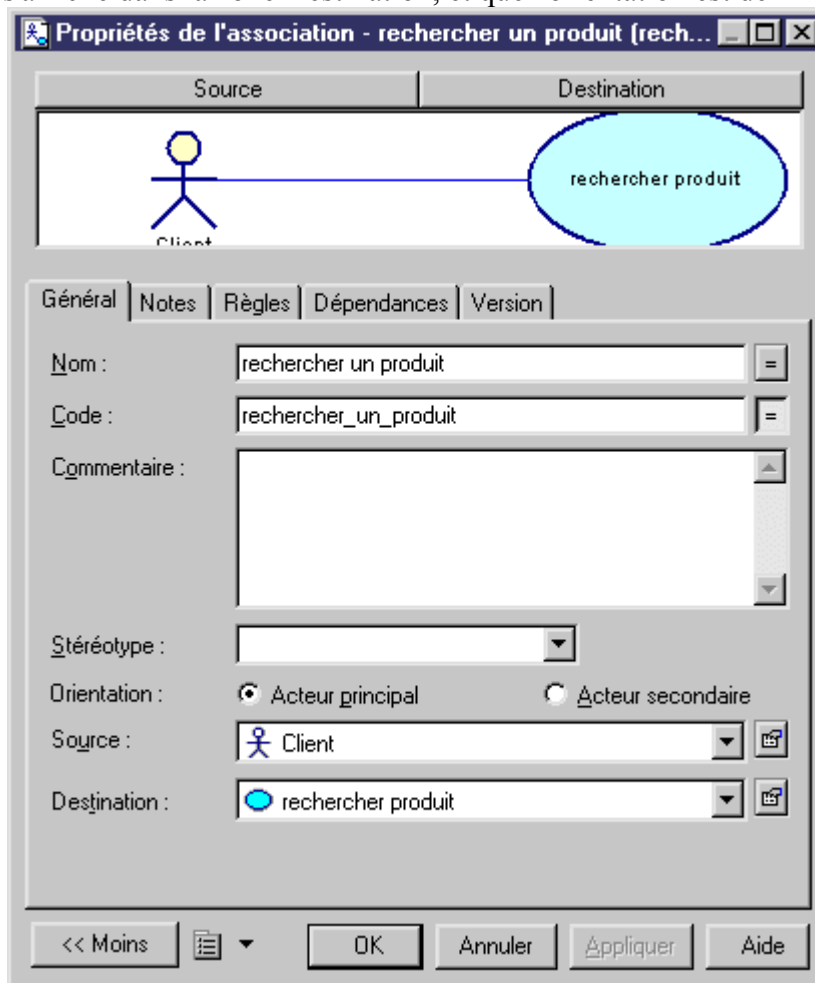 Propriétés de l'association - rechercher un produit (rech...
Source Destination
rechercher produit
Client
Général Notes Règles Dépendances Version
Nom : rechercher un produit =
Code : rechercher_un_produit =
Commentaire :
Stéréotype :
Orientation : Acteur principal Acteur secondaire
Source : Client
Destination : rechercher produit
<< Moins OK Annuler Appliquer Aide